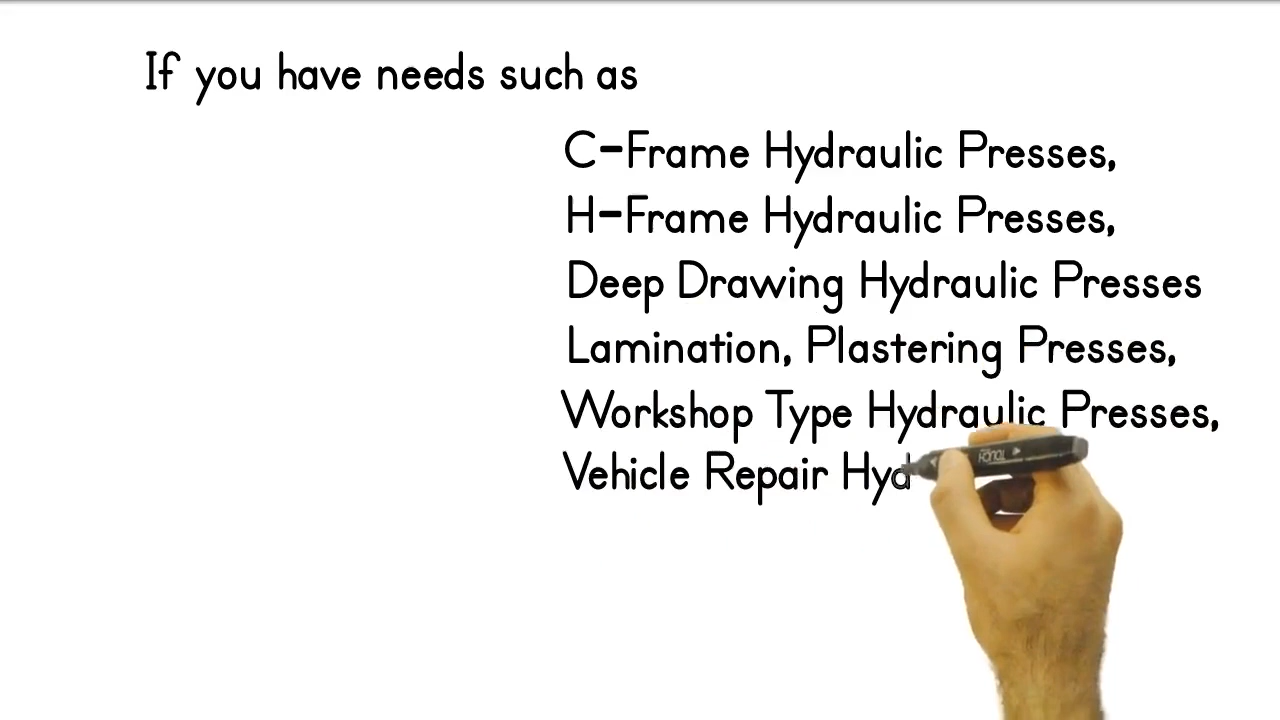 If you have needs such as
C-Frame Hydraulic Presses,
H-Frame Hydraulic Presses,
Deep Drawing Hydraulic Presses
Lamination, Plastering Presses,
Workshop Type Hydraulic Presses,
Vehicle Repair Hyd
TOUCH